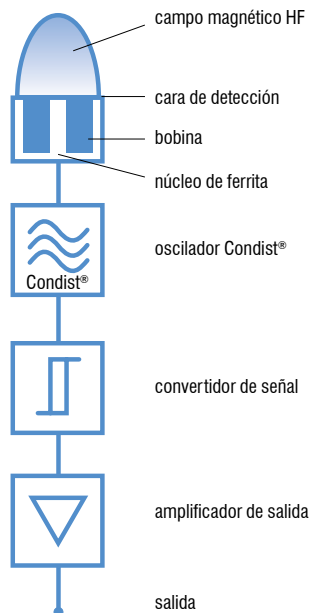 campo magnético HF
cara de detección
bobina
núcleo de ferrita
oscilador Condist®
Condist®
convertidor de señal
amplificador de salida
salida